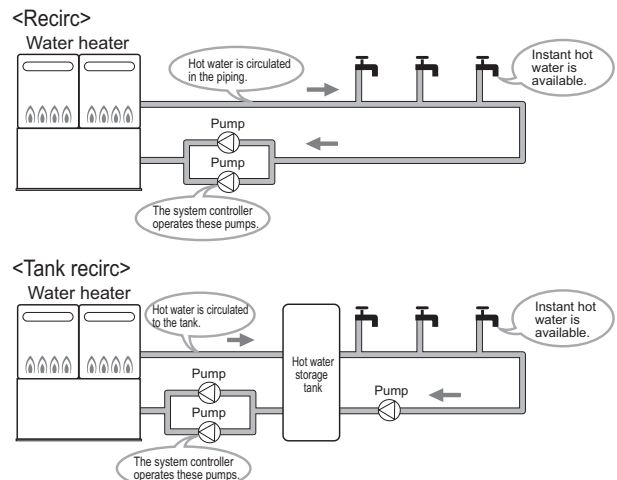 <Recirc>
Water heater
Hot water is circulated
in the piping.
Instant hot
water is
available.
Pump
Pump
The system controller
operates these pumps.
<Tank recirc>
Water heater
Hot water is circulated
to the tank.
Instant hot
water is
available.
Hot water
storage
tank
Pump
Pump
Pump
The system controller
operates these pumps.